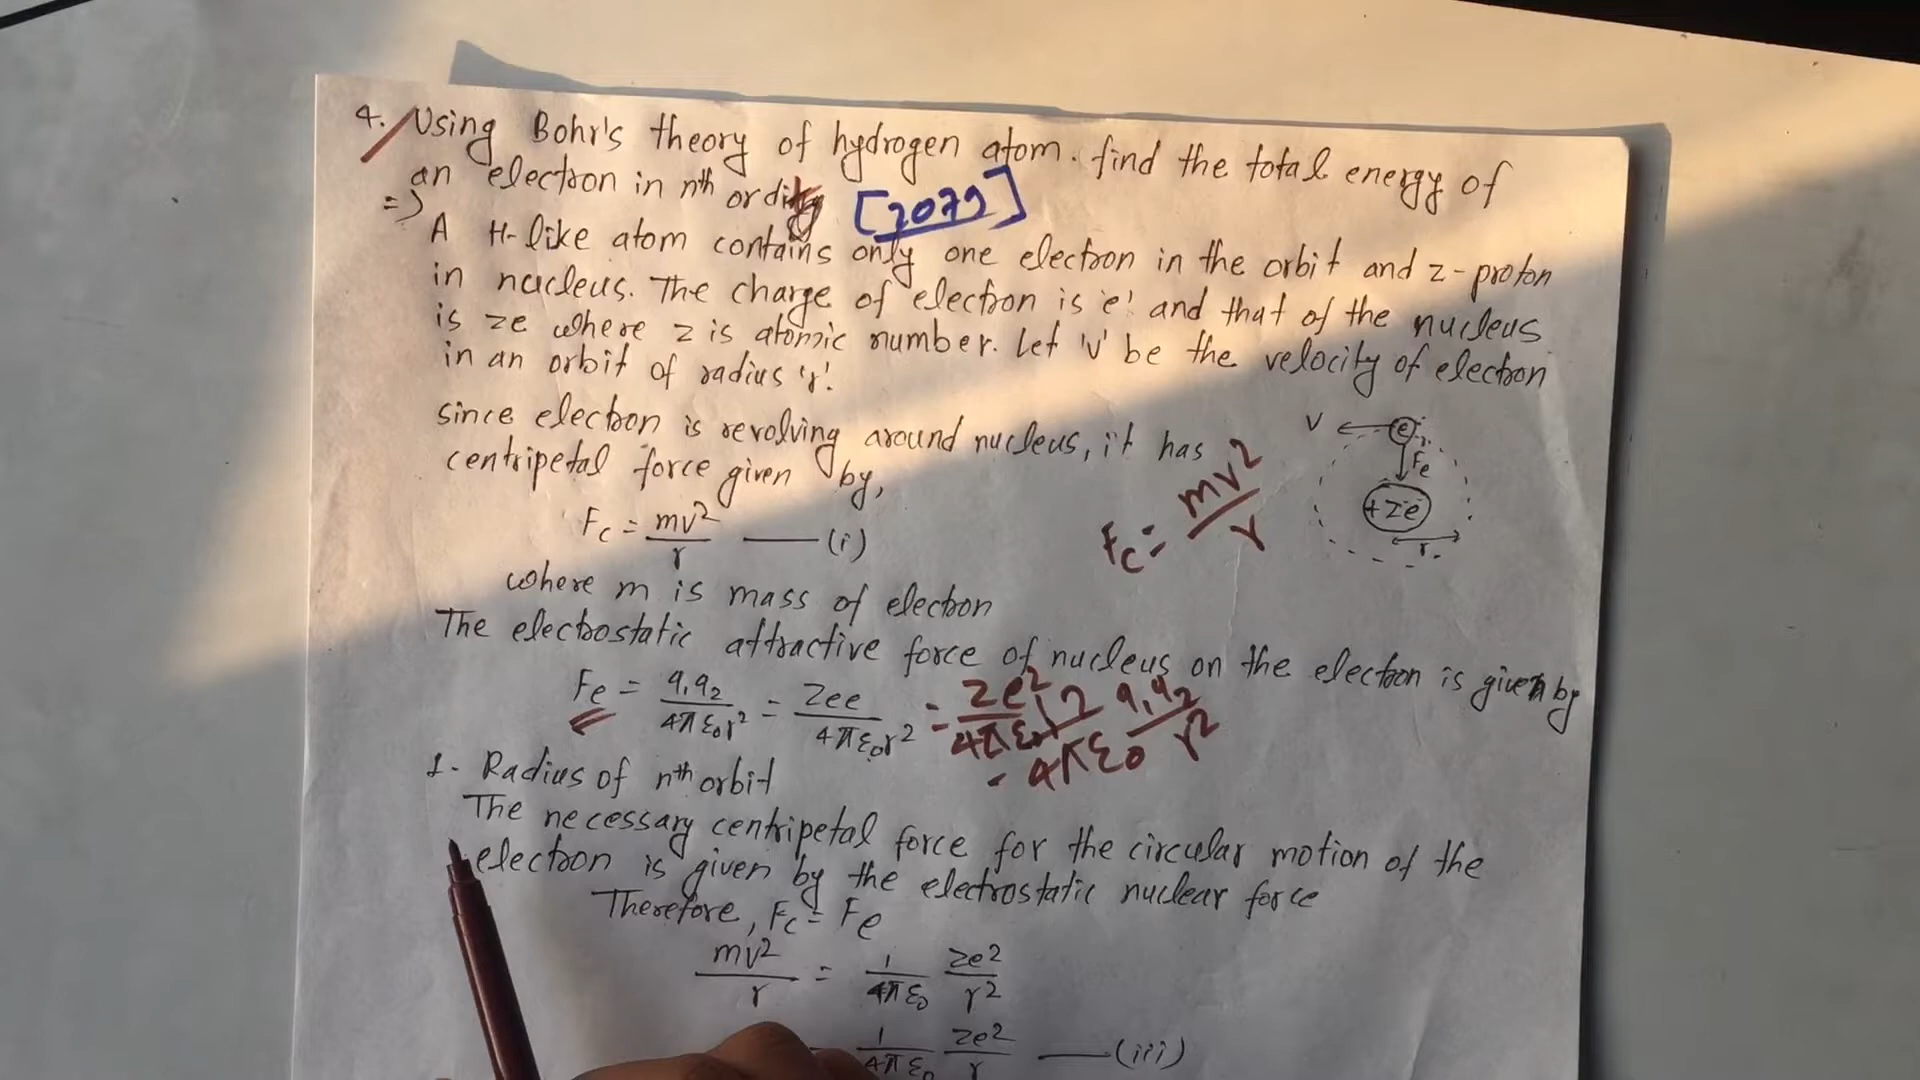 4. Using Bohr's theory of hydrogen atom. find the total energy of
an electron in nth
[2079]
=>
A H-like atom contains only one electron in the orbit and z-proton
in nucleus. The charge of electron is 'e' and that of the nucleus
is ze where z is atomic number. Let 'v' be the velocity of electron
in an orbit of radius 'r'.
since electron is revolving around nucleus, it has
centripetal force given by,
Fc = mv²/r ——— (i)
Fc = mv²/r
V e Fe +ze r
where m is mass of electron
The electrostatic attractive force of nucleus on the electron is given by
Fe = q₁q₂/4πε₀r² = Zee/4πε₀r² = Ze²
q₁q₂/4πε₀ r²
1- Radius of nth orbit
The necessary centripetal force for the circular motion of the
electron is given by the electrostatic nuclear force
Therefore, Fc = Fe
mv²/r = 1/4πε₀ ze²/r²
1/4πε₀ ze²/r ——— (iii)